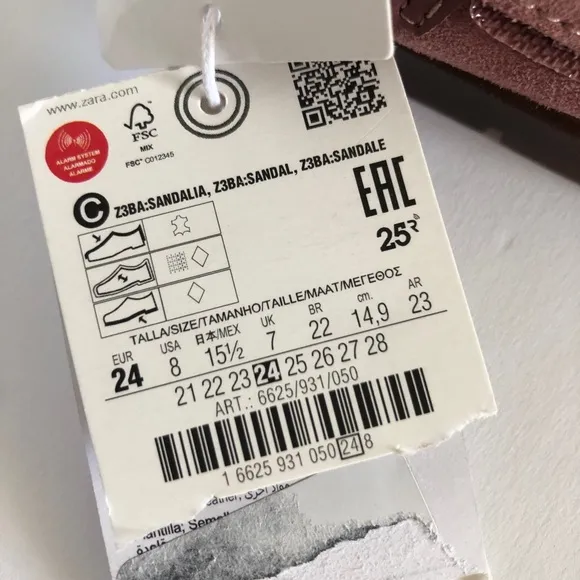 www.zara.com
FSC
MIX
FSC® C012345
ALARM SYSTEM
ALARMADO
ALARME
C Z3BA:SANDALIA, Z3BA:SANDAL, Z3BA:SANDALE
EAC
25R
TALLA/SIZE/TAMANHO/TAILLE/MAAT/ΜΕΓΕΘΟΣ
EUR USA 日本/MEX UK BR cm. AR
24 8 15½ 7 22 14,9 23
21 22 23 24 25 26 27 28
ART.: 6625/931/050
1 6625 931 050 24 8